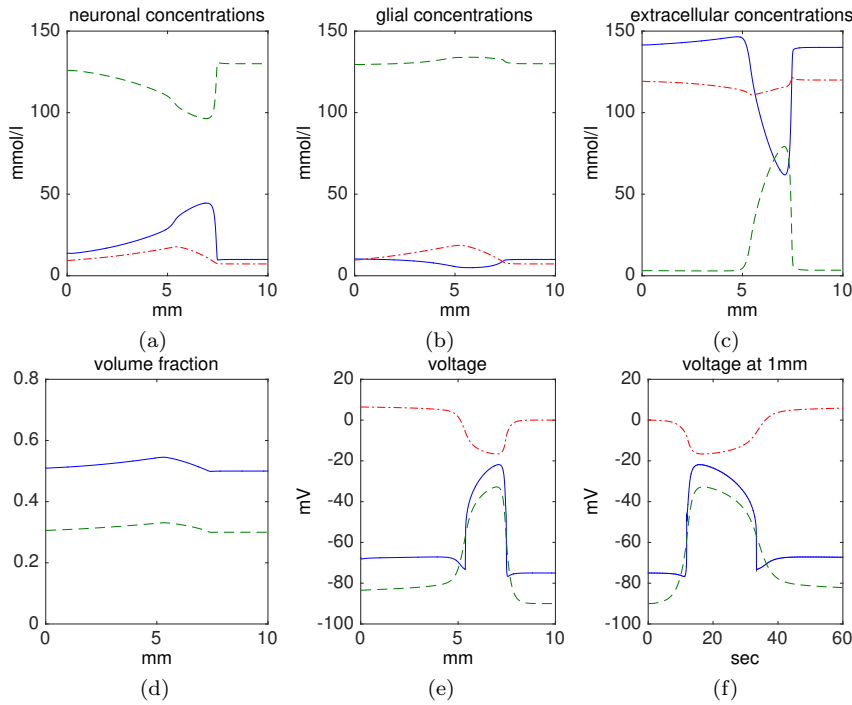 neuronal concentrations
150
100
50
0
mmol/l
0 5 10
mm
(a)
glial concentrations
150
100
50
0
mmol/l
0 5 10
mm
(b)
extracellular concentrations
150
100
50
0
mmol/l
0 5 10
mm
(c)
volume fraction
0.8
0.6
0.4
0.2
0
0 5 10
mm
(d)
voltage
20
0
-20
-40
-60
-80
-100
mV
0 5 10
mm
(e)
voltage at 1mm
20
0
-20
-40
-60
-80
-100
mV
0 20 40 60
sec
(f)